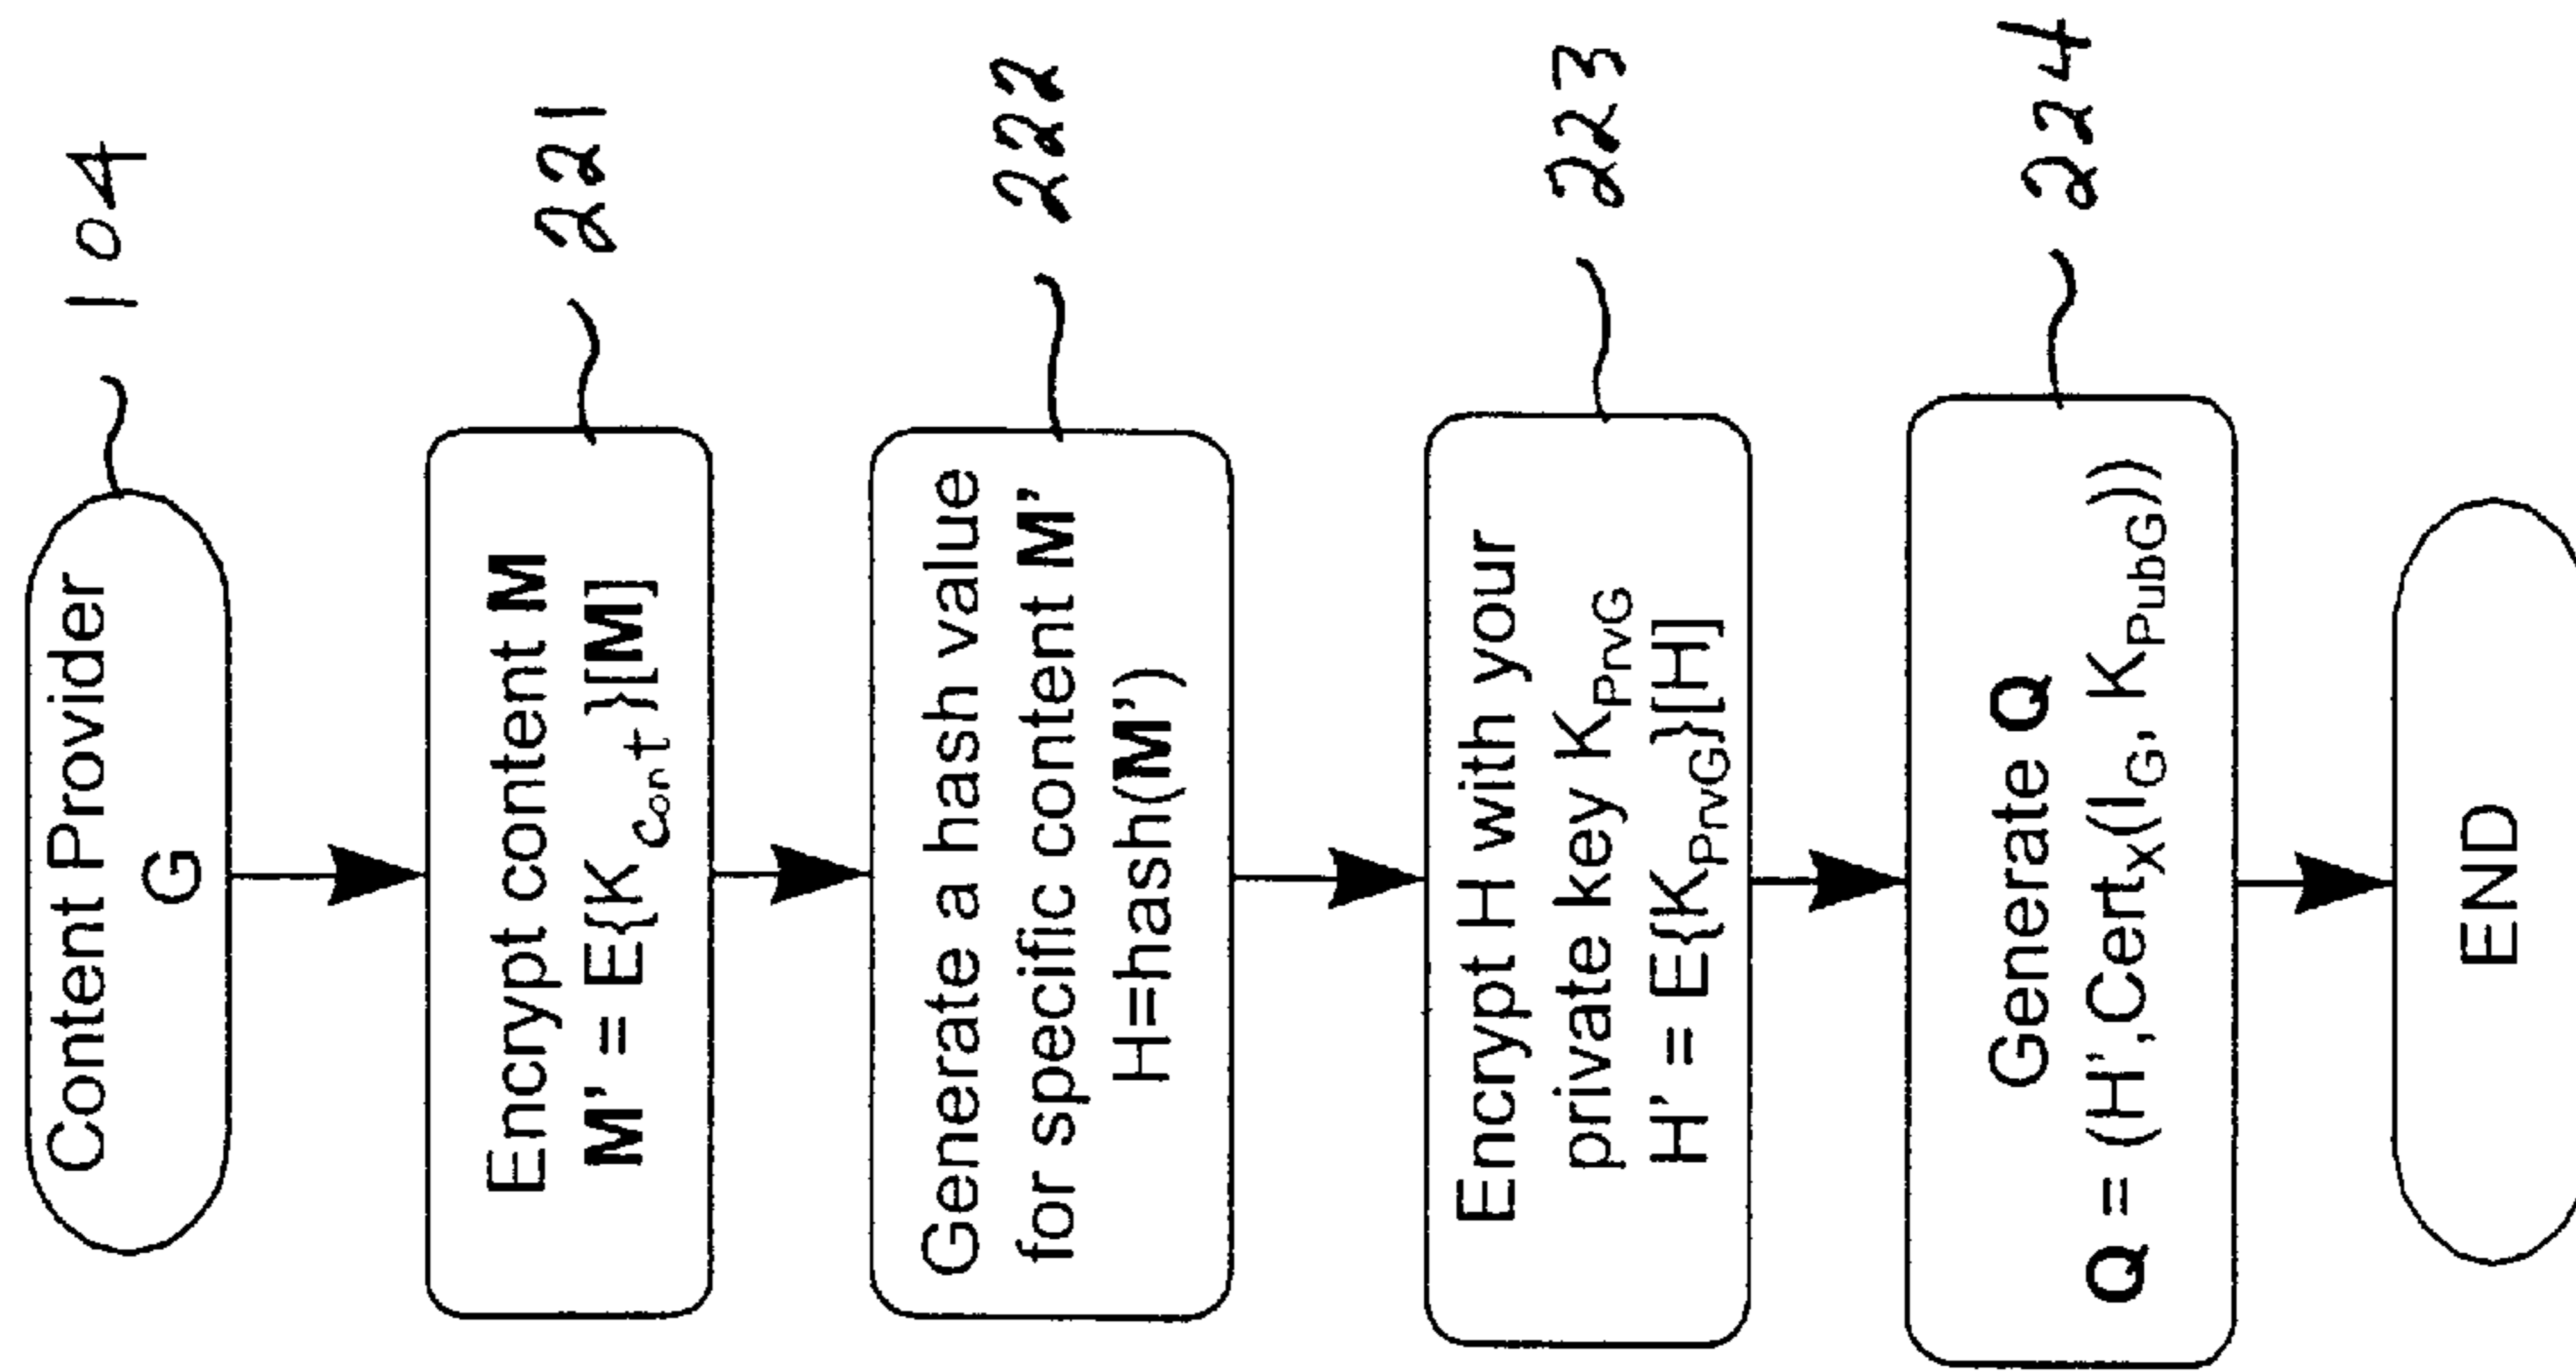 Content Provider
G
104
Encrypt content M
M' = E{K_cont}[M]
221
Generate a hash value
for specific content M'
H=hash(M')
222
Encrypt H with your
private key K_PrvG
H' = E{K_PrvG}[H]
223
Generate Q
Q = (H',Cert_X(I_G, K_PubG))
224
END